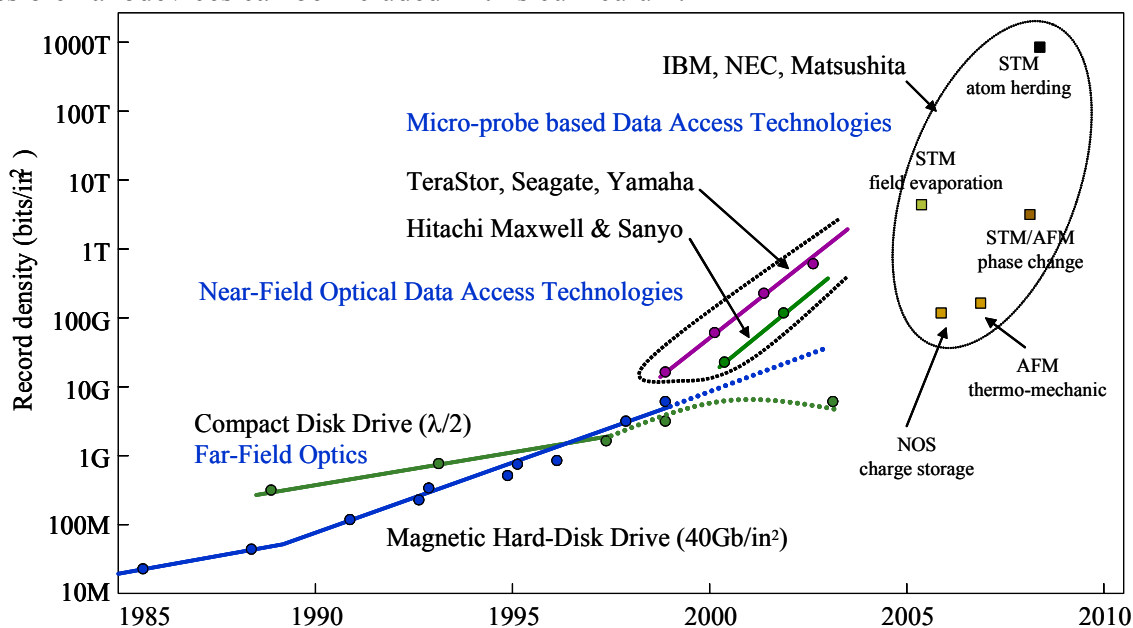 1000T
100T
10T
1T
100G
10G
1G
100M
10M
Record density (bits/in²)
1985
1990
1995
2000
2005
2010
IBM, NEC, Matsushita
Micro-probe based Data Access Technologies
TeraStor, Seagate, Yamaha
Hitachi Maxwell & Sanyo
Near-Field Optical Data Access Technologies
Compact Disk Drive (λ/2)
Far-Field Optics
Magnetic Hard-Disk Drive (40Gb/in²)
STM
atom herding
STM
field evaporation
STM/AFM
phase change
AFM
thermo-mechanic
NOS
charge storage